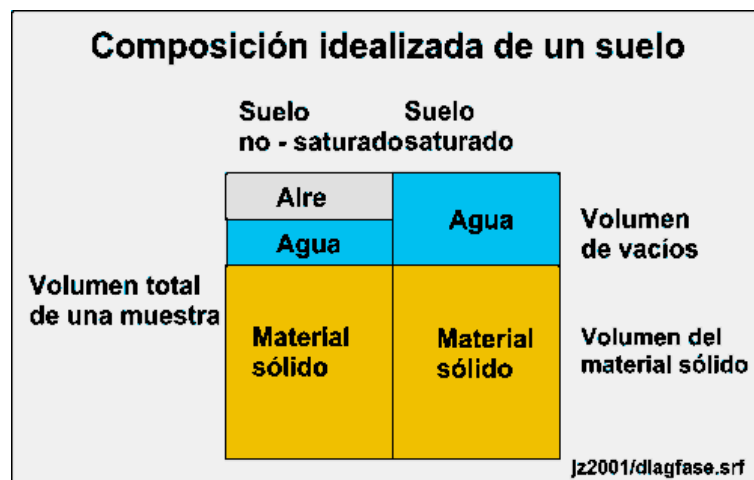 Composición idealizada de un suelo
Suelo
no - saturado
Suelo
saturado
Aire
Agua
Agua
Volumen
de vacíos
Volumen total
de una muestra
Material
sólido
Material
sólido
Volumen del
material sólido
jz2001/diagfase.srf